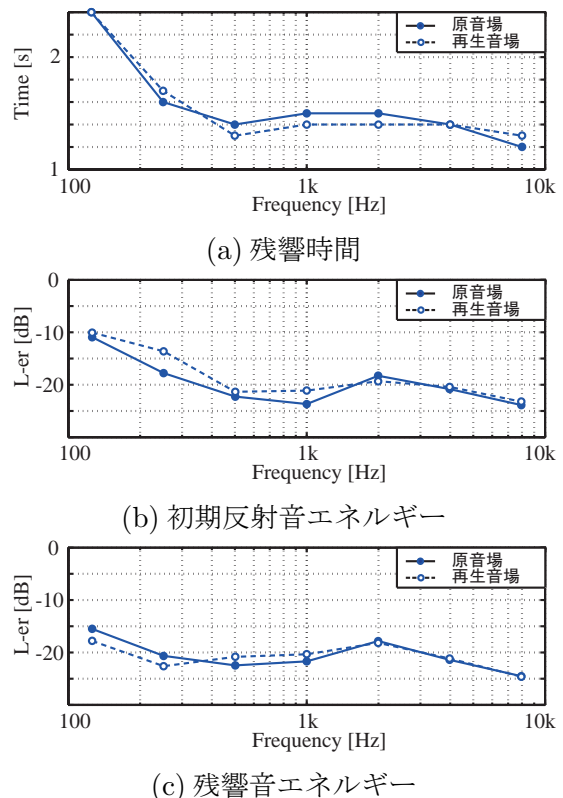 2
Time [s]
1
原音場
再生音場
100 1k 10k
Frequency [Hz]
(a) 残響時間
0
-10
L-er [dB]
-20
原音場
再生音場
100 1k 10k
Frequency [Hz]
(b) 初期反射音エネルギー
0
-10
L-er [dB]
-20
原音場
再生音場
100 1k 10k
Frequency [Hz]
(c) 残響音エネルギー